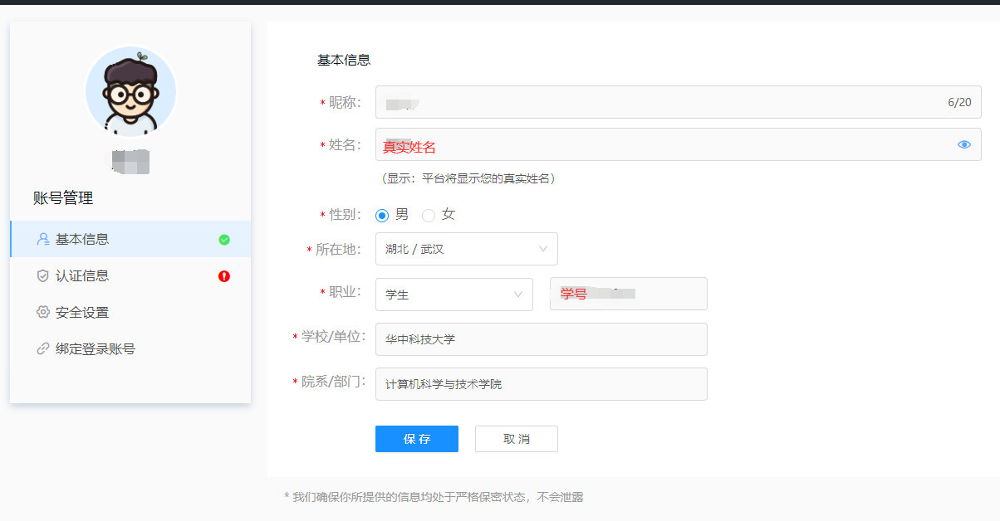 账号管理
基本信息
认证信息
安全设置
绑定登录账号
基本信息
* 昵称: 6/20
* 姓名: 真实姓名
(显示: 平台将显示您的真实姓名)
* 性别: 男 女
* 所在地: 湖北 / 武汉
* 职业: 学生 学号
* 学校/单位: 华中科技大学
* 院系/部门: 计算机科学与技术学院
保 存 取 消
* 我们确保你所提供的信息均处于严格保密状态，不会泄露